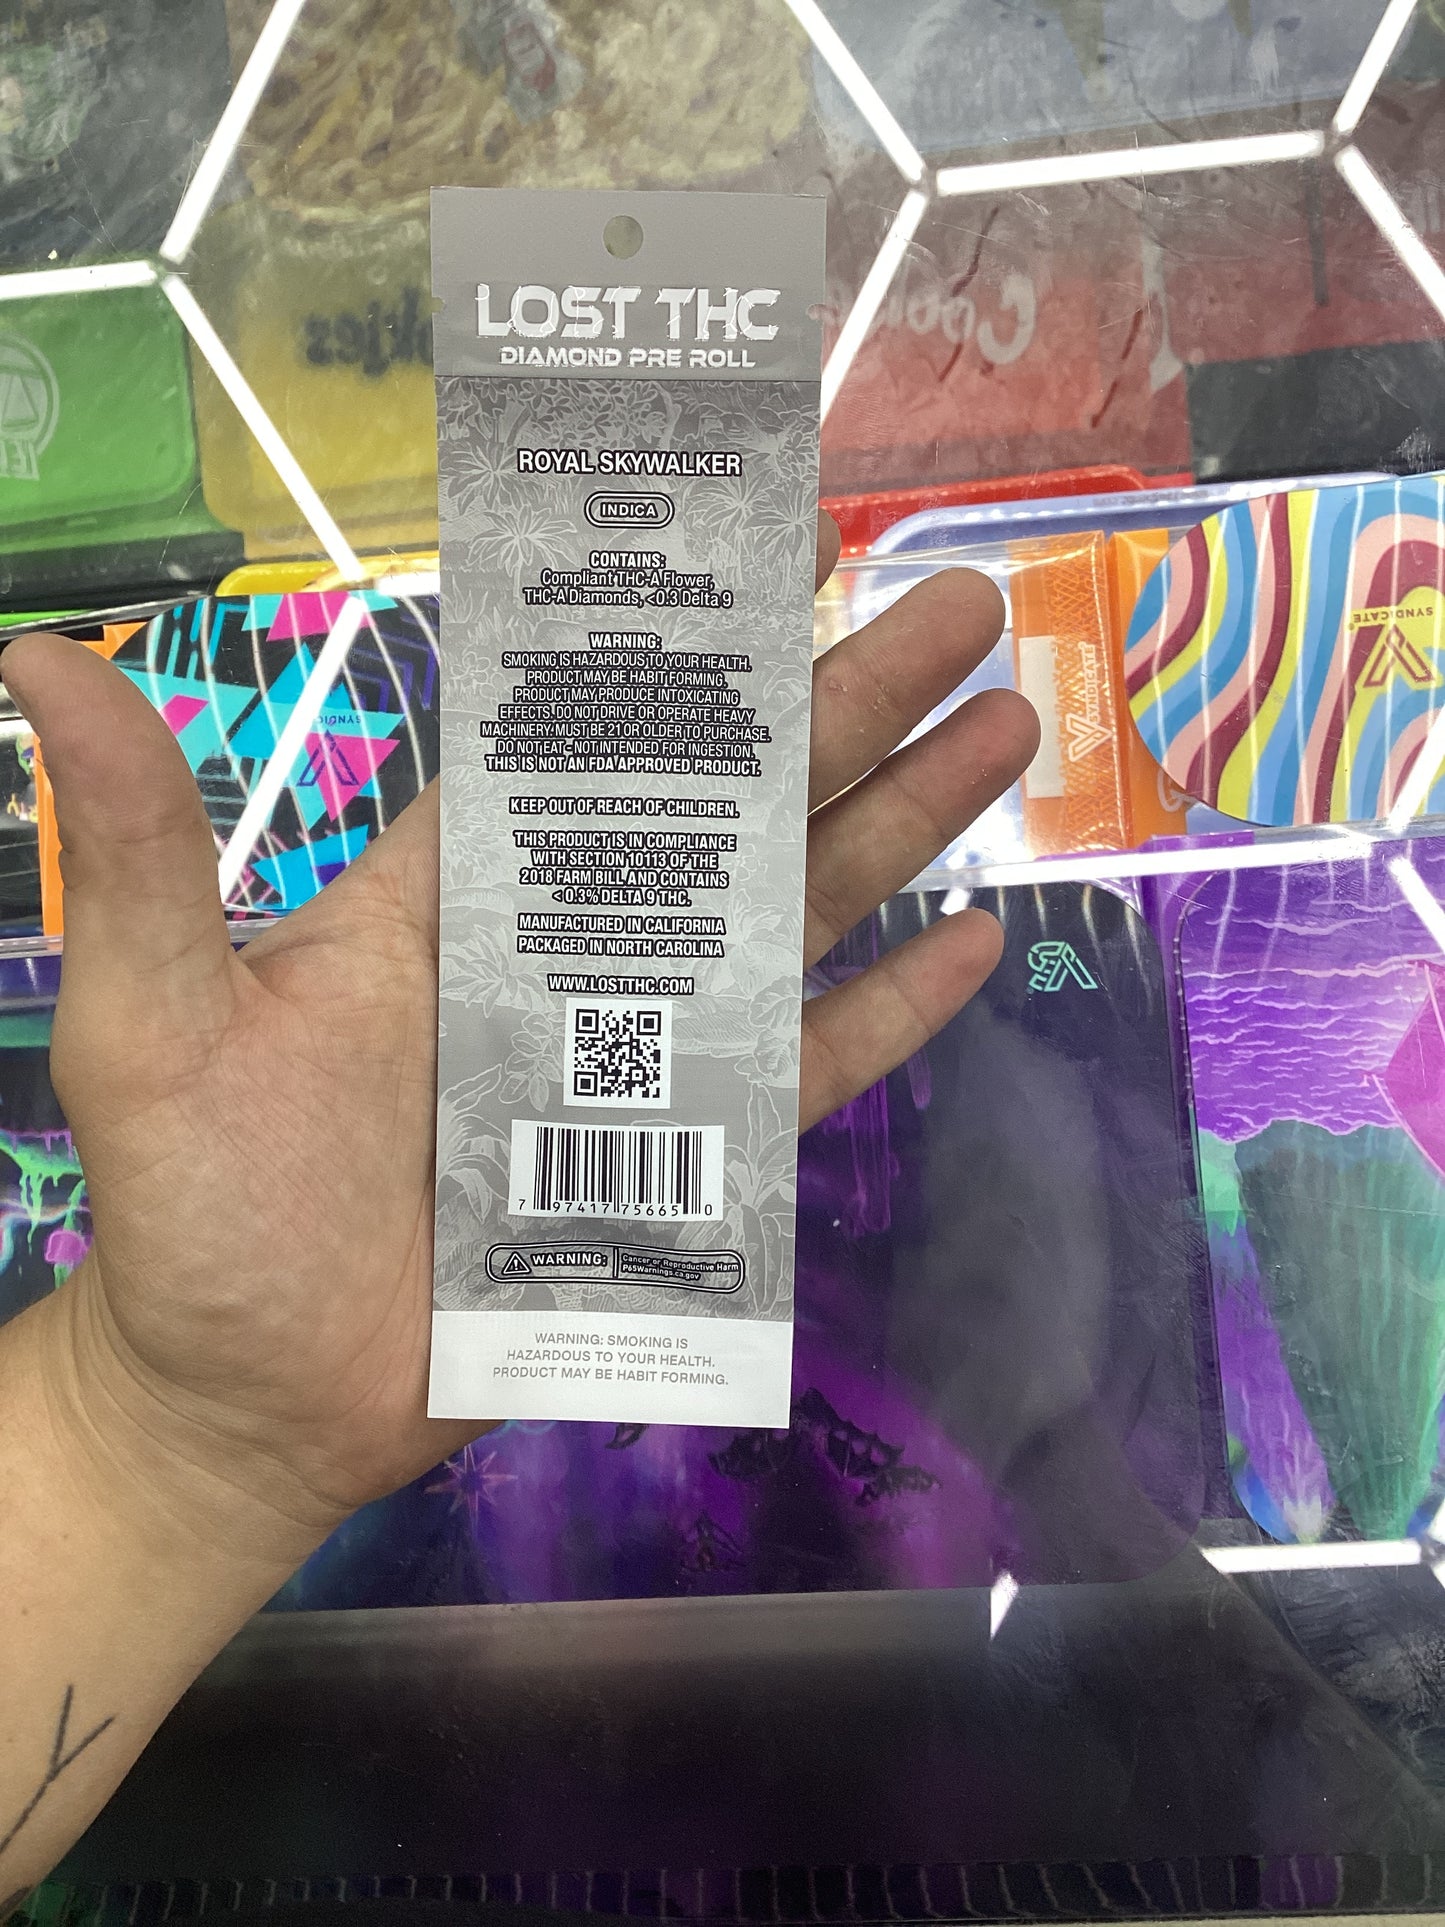 LOST THC
DIAMOND PRE ROLL
ROYAL SKYWALKER
INDICA
CONTAINS:
Compliant THC-A Flower,
THC-A Diamonds, <0.3 Delta 9
WARNING:
SMOKING IS HAZARDOUS TO YOUR HEALTH.
PRODUCT MAY BE HABIT FORMING.
PRODUCT MAY PRODUCE INTOXICATING
EFFECTS. DO NOT DRIVE OR OPERATE HEAVY
MACHINERY. MUST BE 21 OR OLDER TO PURCHASE.
DO NOT EAT - NOT INTENDED FOR INGESTION.
THIS IS NOT AN FDA APPROVED PRODUCT.
KEEP OUT OF REACH OF CHILDREN.
THIS PRODUCT IS IN COMPLIANCE
WITH SECTION 10113 OF THE
2018 FARM BILL AND CONTAINS
<0.3% DELTA 9 THC.
MANUFACTURED IN CALIFORNIA
PACKAGED IN NORTH CAROLINA
WWW.LOSTTHC.COM
7 97417 75665 0
WARNING: Cancer or Reproductive Harm
P65Warnings.ca.gov
WARNING: SMOKING IS
HAZARDOUS TO YOUR HEALTH.
PRODUCT MAY BE HABIT FORMING.
SYNDICATE
SYNDICATE